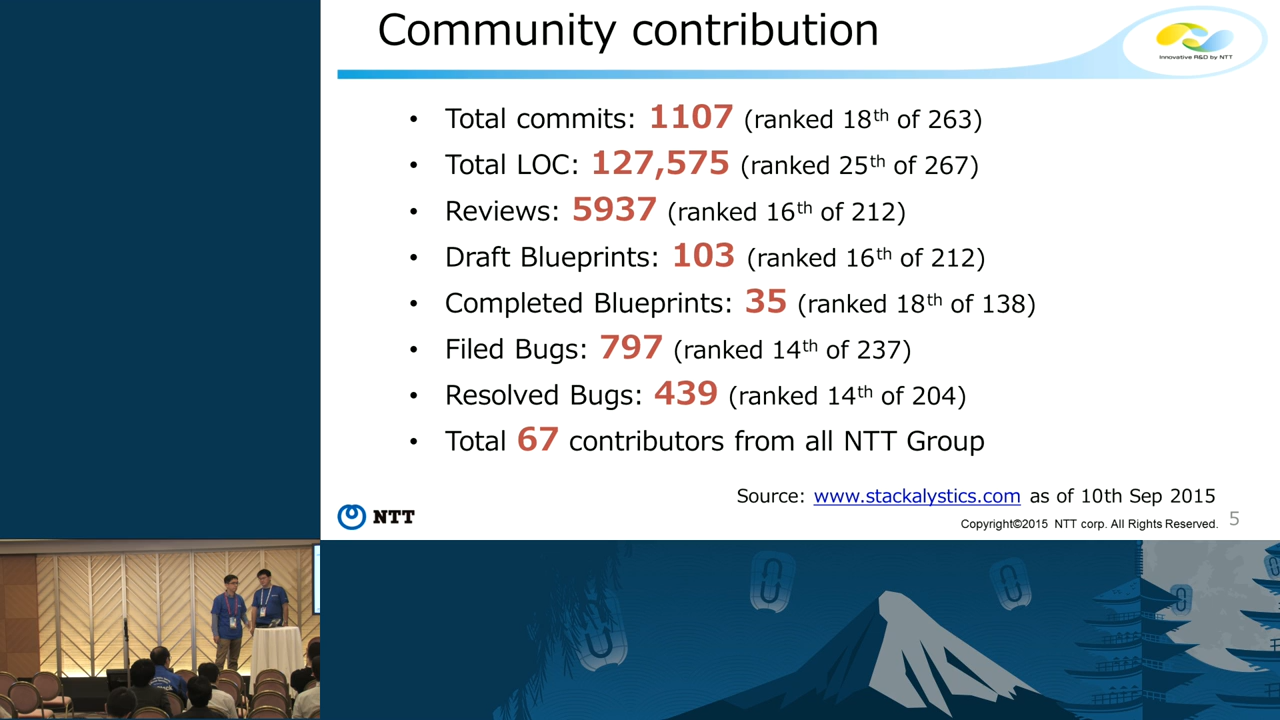 Community contribution
Innovative R&D by NTT
• Total commits: 1107 (ranked 18th of 263)
• Total LOC: 127,575 (ranked 25th of 267)
• Reviews: 5937 (ranked 16th of 212)
• Draft Blueprints: 103 (ranked 16th of 212)
• Completed Blueprints: 35 (ranked 18th of 138)
• Filed Bugs: 797 (ranked 14th of 237)
• Resolved Bugs: 439 (ranked 14th of 204)
• Total 67 contributors from all NTT Group
Source: www.stackalystics.com as of 10th Sep 2015
NTT
Copyright©2015 NTT corp. All Rights Reserved.
5